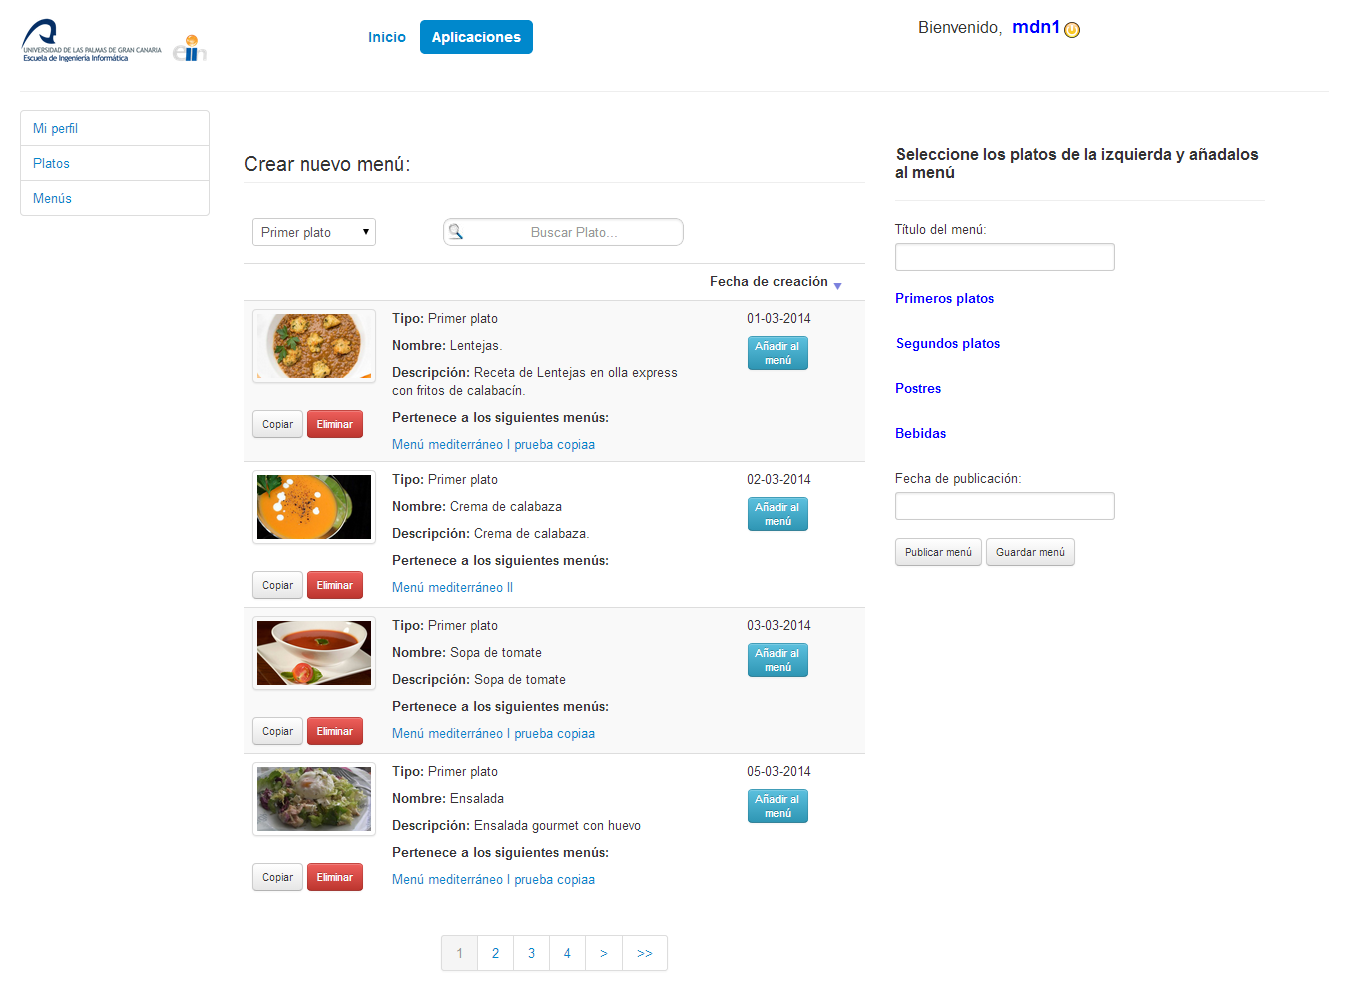 UNIVERSIDAD DE LAS PALMAS DE GRAN CANARIA
Escuela de Ingeniería Informática
eiin
Inicio
Aplicaciones
Bienvenido, mdn1
Mi perfil
Platos
Menús
Crear nuevo menú:
Primer plato
Buscar Plato...
Fecha de creación
Tipo: Primer plato
01-03-2014
Nombre: Lentejas.
Añadir al
menú
Descripción: Receta de Lentejas en olla express
con fritos de calabacín.
Pertenece a los siguientes menús:
Copiar
Eliminar
Menú mediterráneo I prueba copiaa
Tipo: Primer plato
02-03-2014
Nombre: Crema de calabaza
Añadir al
menú
Descripción: Crema de calabaza.
Pertenece a los siguientes menús:
Copiar
Eliminar
Menú mediterráneo II
Tipo: Primer plato
03-03-2014
Nombre: Sopa de tomate
Añadir al
menú
Descripción: Sopa de tomate
Pertenece a los siguientes menús:
Copiar
Eliminar
Menú mediterráneo I prueba copiaa
Tipo: Primer plato
05-03-2014
Nombre: Ensalada
Añadir al
menú
Descripción: Ensalada gourmet con huevo
Pertenece a los siguientes menús:
Copiar
Eliminar
Menú mediterráneo I prueba copiaa
1 2 3 4 > >>
Seleccione los platos de la izquierda y añadalos
al menú
Título del menú:
Primeros platos
Segundos platos
Postres
Bebidas
Fecha de publicación:
Publicar menú
Guardar menú